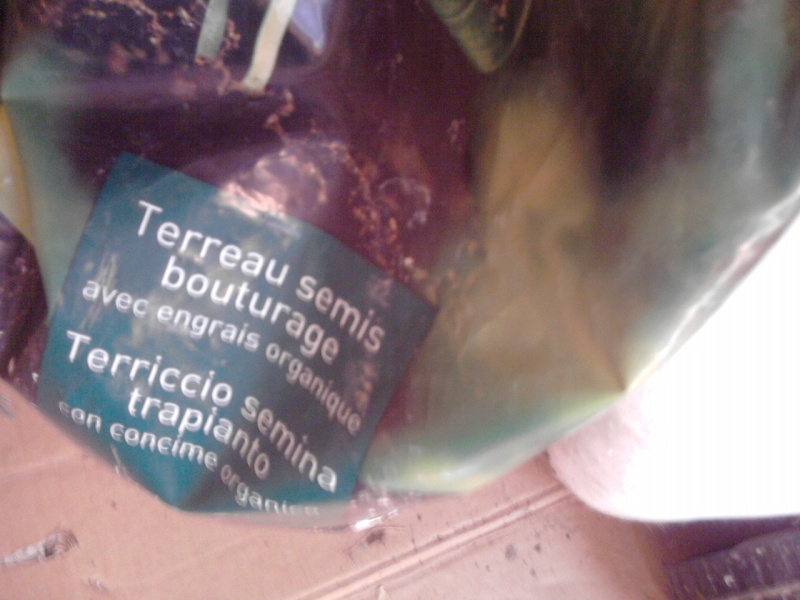 Terreau semis
bouturage
avec engrais organique
Terriccio semina
trapianto
con concime organico